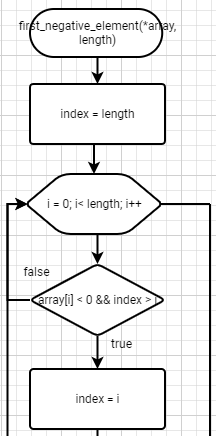 first_negative_element(*array,
length)
index = length
i = 0; i< length; i++
false
array[i] < 0 && index > i
true
index = i